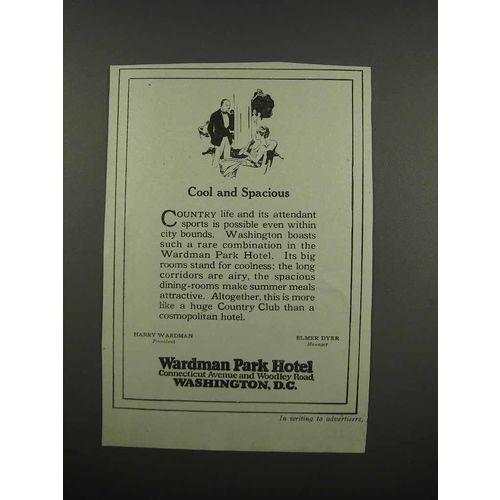 Cool and Spacious
COUNTRY life and its attendant
sports is possible even within
city bounds. Washington boasts
such a rare combination in the
Wardman Park Hotel. Its big
rooms stand for coolness; the long
corridors are airy, the spacious
dining-rooms make summer meals
attractive. Altogether, this is more
like a huge Country Club than a
cosmopolitan hotel.
HARRY WARDMAN
President
ELMER DYER
Manager
Wardman Park Hotel
Connecticut Avenue and Woodley Road
WASHINGTON, D.C.
In writing to advertisers,